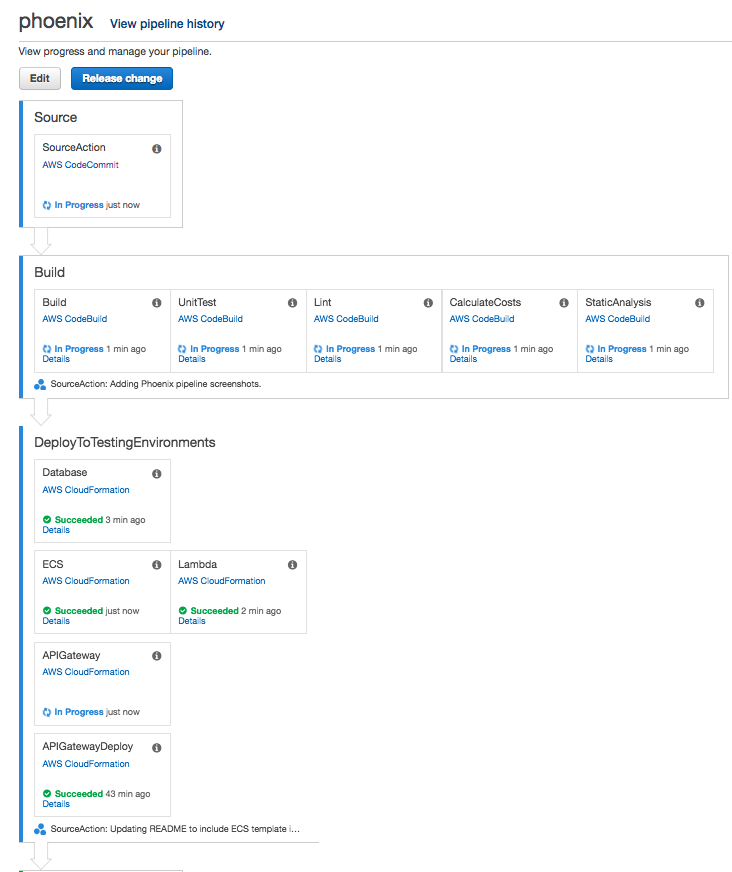 phoenix View pipeline history
View progress and manage your pipeline.
Edit Release change
Source
SourceAction
AWS CodeCommit
In Progress just now
Build
Build UnitTest Lint CalculateCosts StaticAnalysis
AWS CodeBuild AWS CodeBuild AWS CodeBuild AWS CodeBuild AWS CodeBuild
In Progress 1 min ago In Progress 1 min ago In Progress 1 min ago In Progress 1 min ago In Progress 1 min ago
Details Details Details Details Details
SourceAction: Adding Phoenix pipeline screenshots.
DeployToTestingEnvironments
Database
AWS CloudFormation
Succeeded 3 min ago
Details
ECS Lambda
AWS CloudFormation AWS CloudFormation
Succeeded just now Succeeded 2 min ago
Details Details
APIGateway
AWS CloudFormation
In Progress just now
APIGatewayDeploy
AWS CloudFormation
Succeeded 43 min ago
Details
SourceAction: Updating README to include ECS template i...